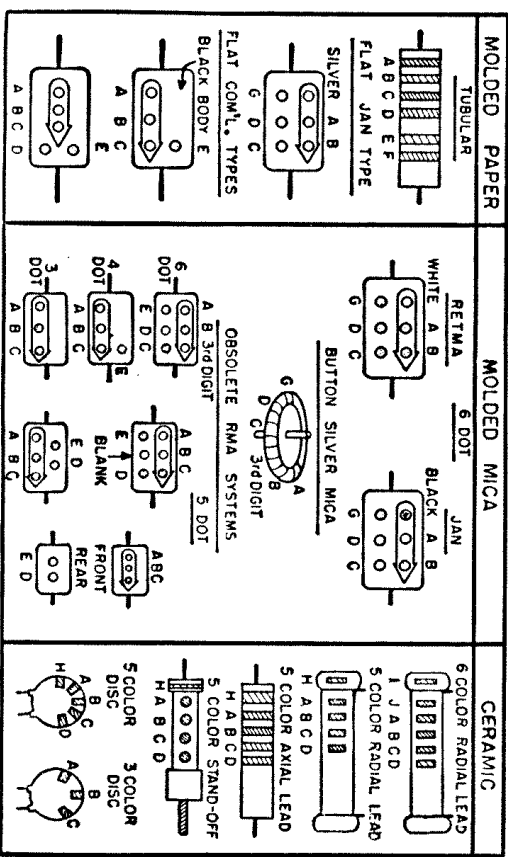 MOLDED PAPER
TUBULAR
A B C D E F
FLAT JAN TYPE
SILVER A B
G D C
FLAT COM'L. TYPES
BLACK BODY E
A B C E
A B C D
MOLDED MICA
6 DOT
RETMA
WHITE A B
G D C
JAN
BLACK A B
G D C
BUTTON SILVER MICA
G
D
C
3rd DIGIT
B
A
OBSOLETE RMA SYSTEMS
6 DOT
A B 3rd DIGIT
E D C
4 DOT
E
A B C
3 DOT
A B C
5 DOT
A B C
E D
BLANK
E D
A B C
ABC
FRONT
REAR
E D
CERAMIC
6 COLOR RADIAL LEAD
I J A B C D
5 COLOR RADIAL LEAD
H A B C D
5 COLOR AXIAL LEAD
H A B C D
5 COLOR STAND-OFF
H A B C D
5 COLOR DISC
H A B C D
3 COLOR DISC
A B C